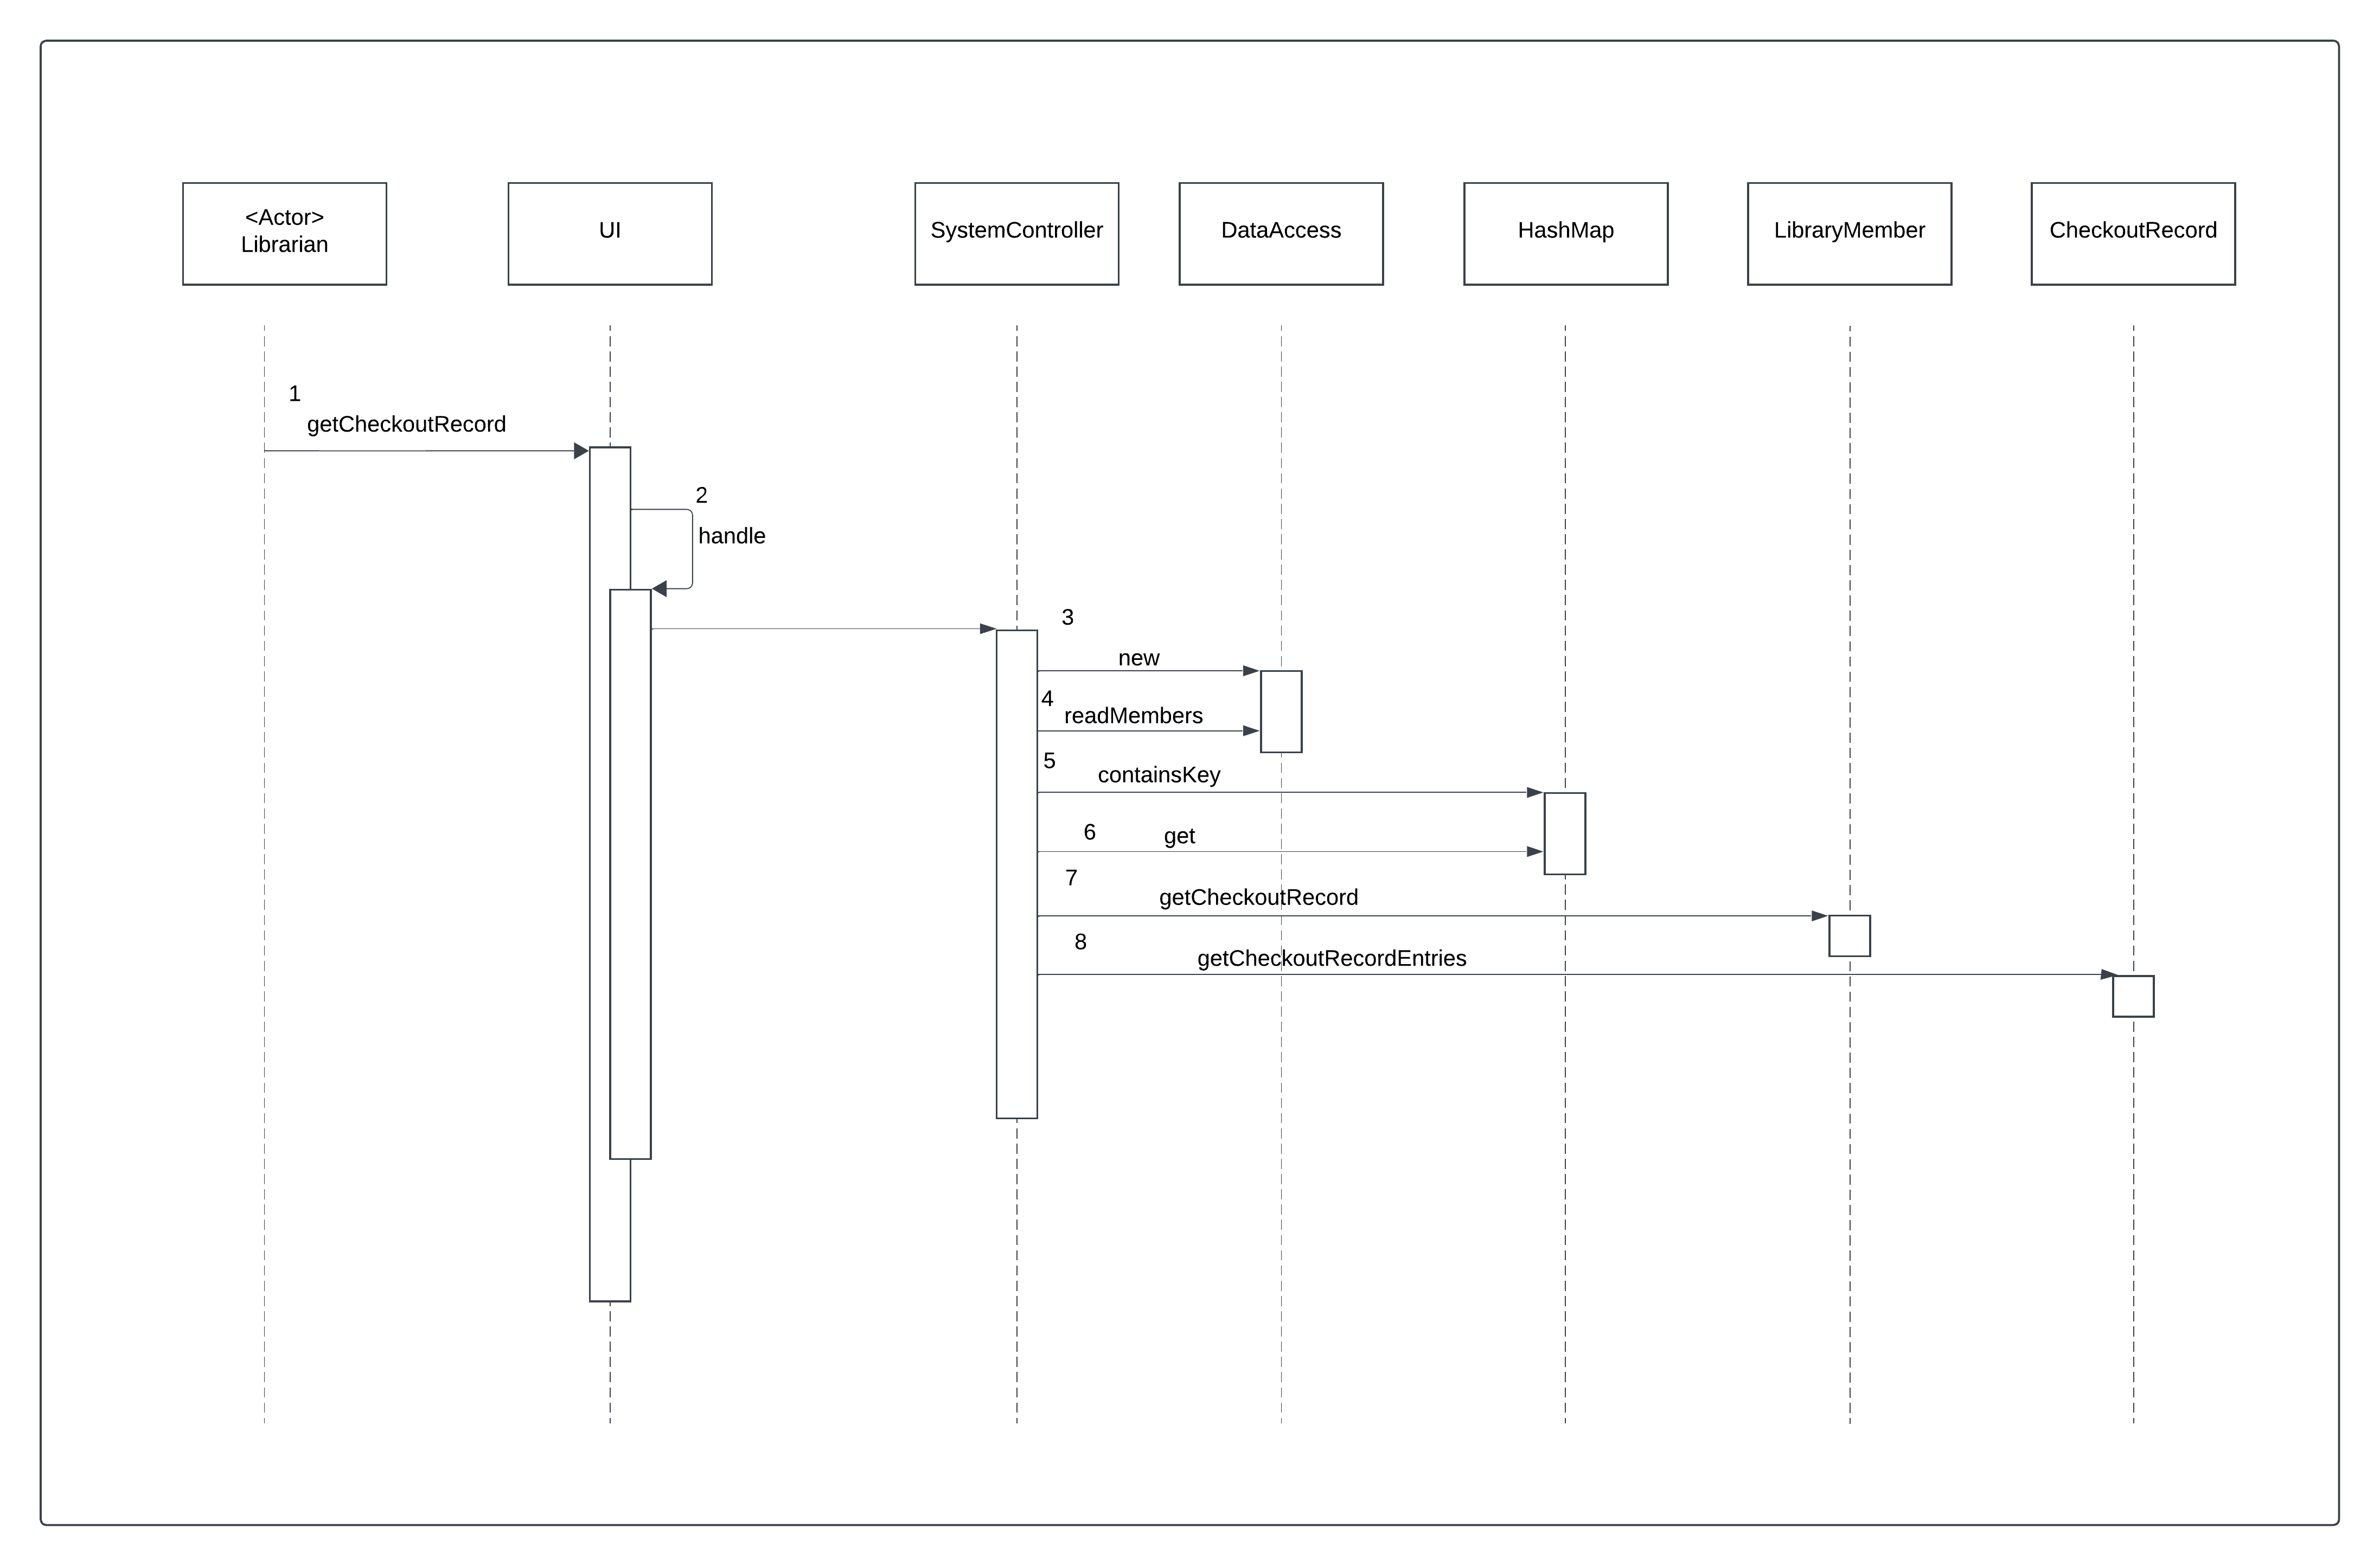 <Actor>
Librarian
UI
SystemController
DataAccess
HashMap
LibraryMember
CheckoutRecord
1
getCheckoutRecord
2
handle
3
new
4
readMembers
5
containsKey
6
get
7
getCheckoutRecord
8
getCheckoutRecordEntries